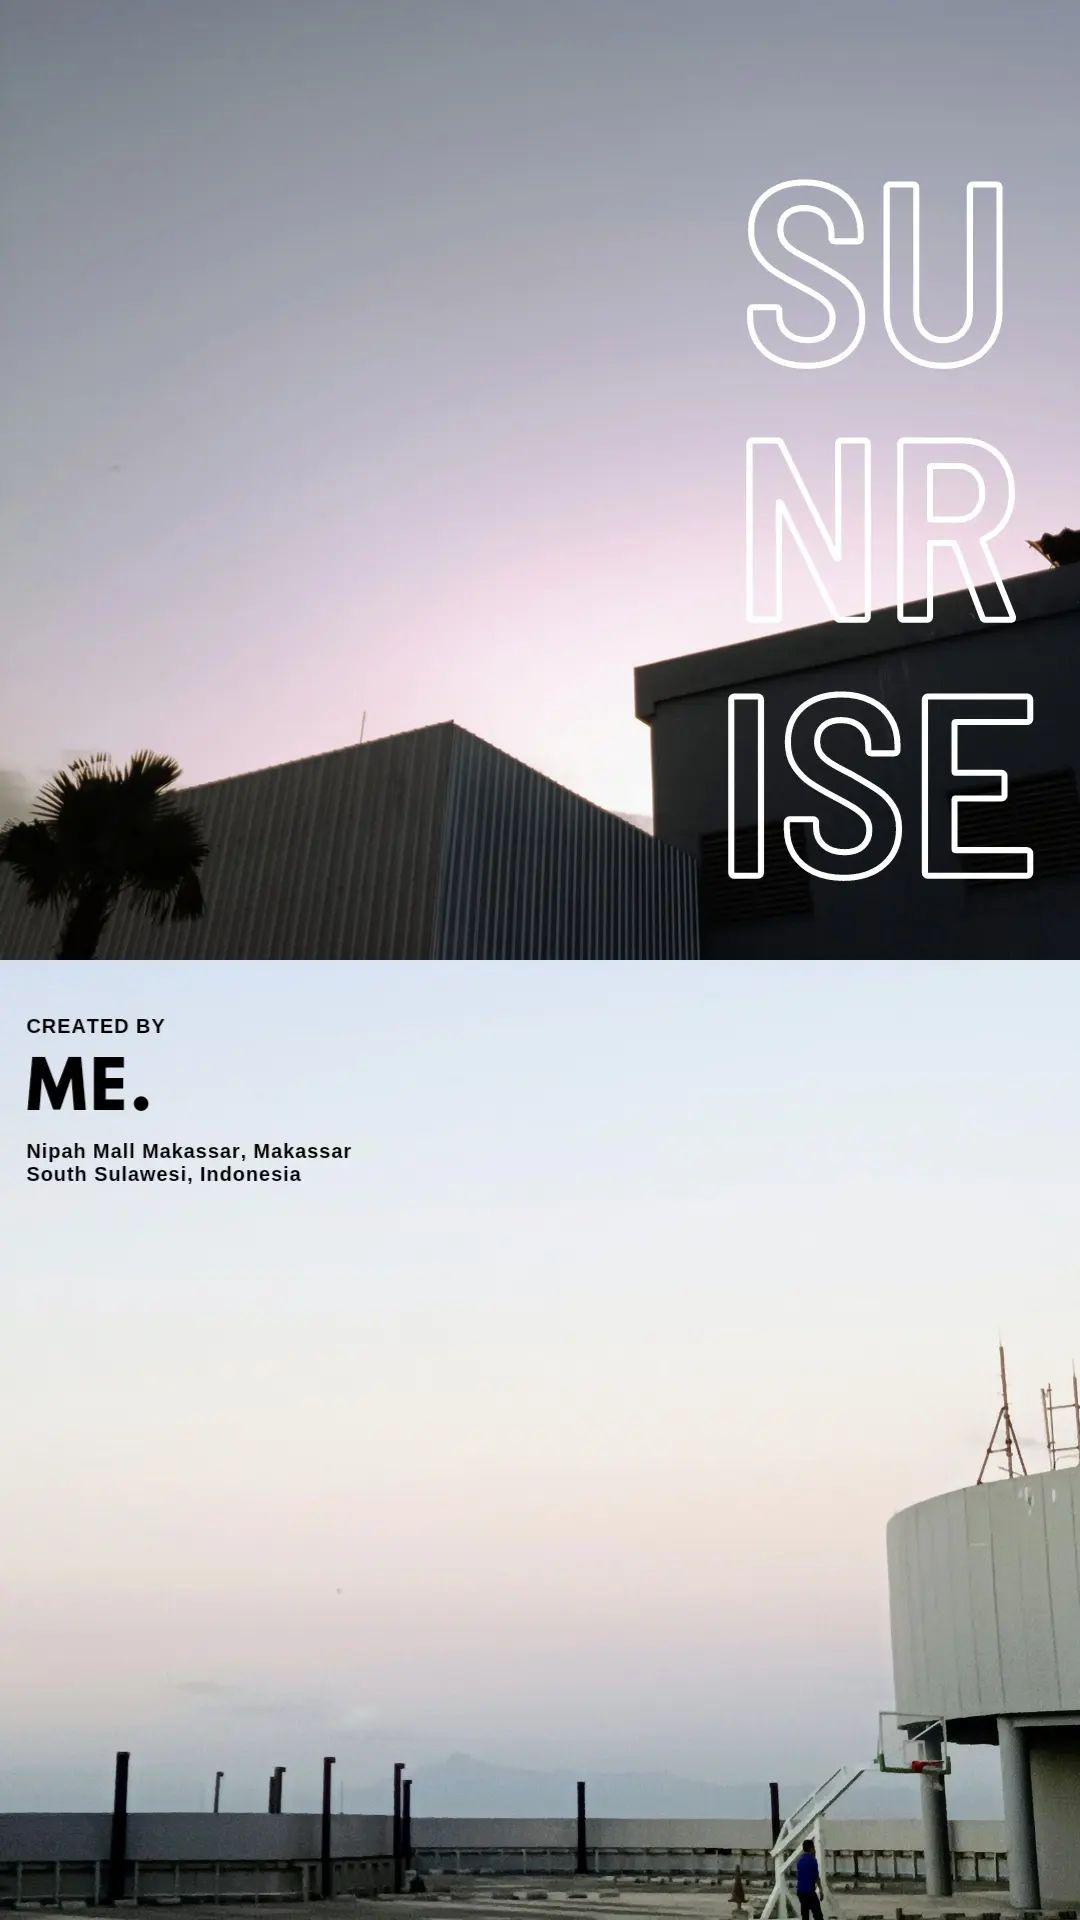 SU
NR
ISE
CREATED BY
ME.
Nipah Mall Makassar, Makassar
South Sulawesi, Indonesia